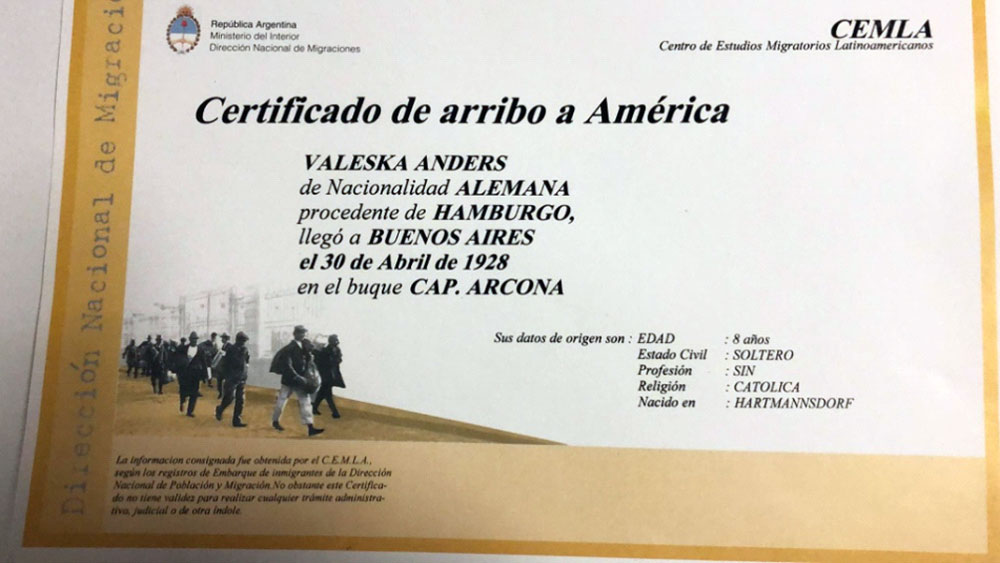 República Argentina
Ministerio del Interior
Dirección Nacional de Migraciones
CEMLA
Centro de Estudios Migratorios Latinoamericanos
Dirección Nacional de Migracio
Certificado de arribo a América
VALESKA ANDERS
de Nacionalidad ALEMANA
procedente de HAMBURGO,
llegó a BUENOS AIRES
el 30 de Abril de 1928
en el buque CAP. ARCONA
Sus datos de origen son : EDAD : 8 años
Estado Civil : SOLTERO
Profesión : SIN
Religión : CATOLICA
Nacido en : HARTMANNSDORF
La informacion consignada fue obtenida por el C.E.M.L.A.,
según los registros de Embarque de inmigrantes de la Dirección
Nacional de Población y Migración.No obstante este Certifica-
do no tiene validez para realizar cualquier trámite administra-
tivo, judicial o de otra índole.